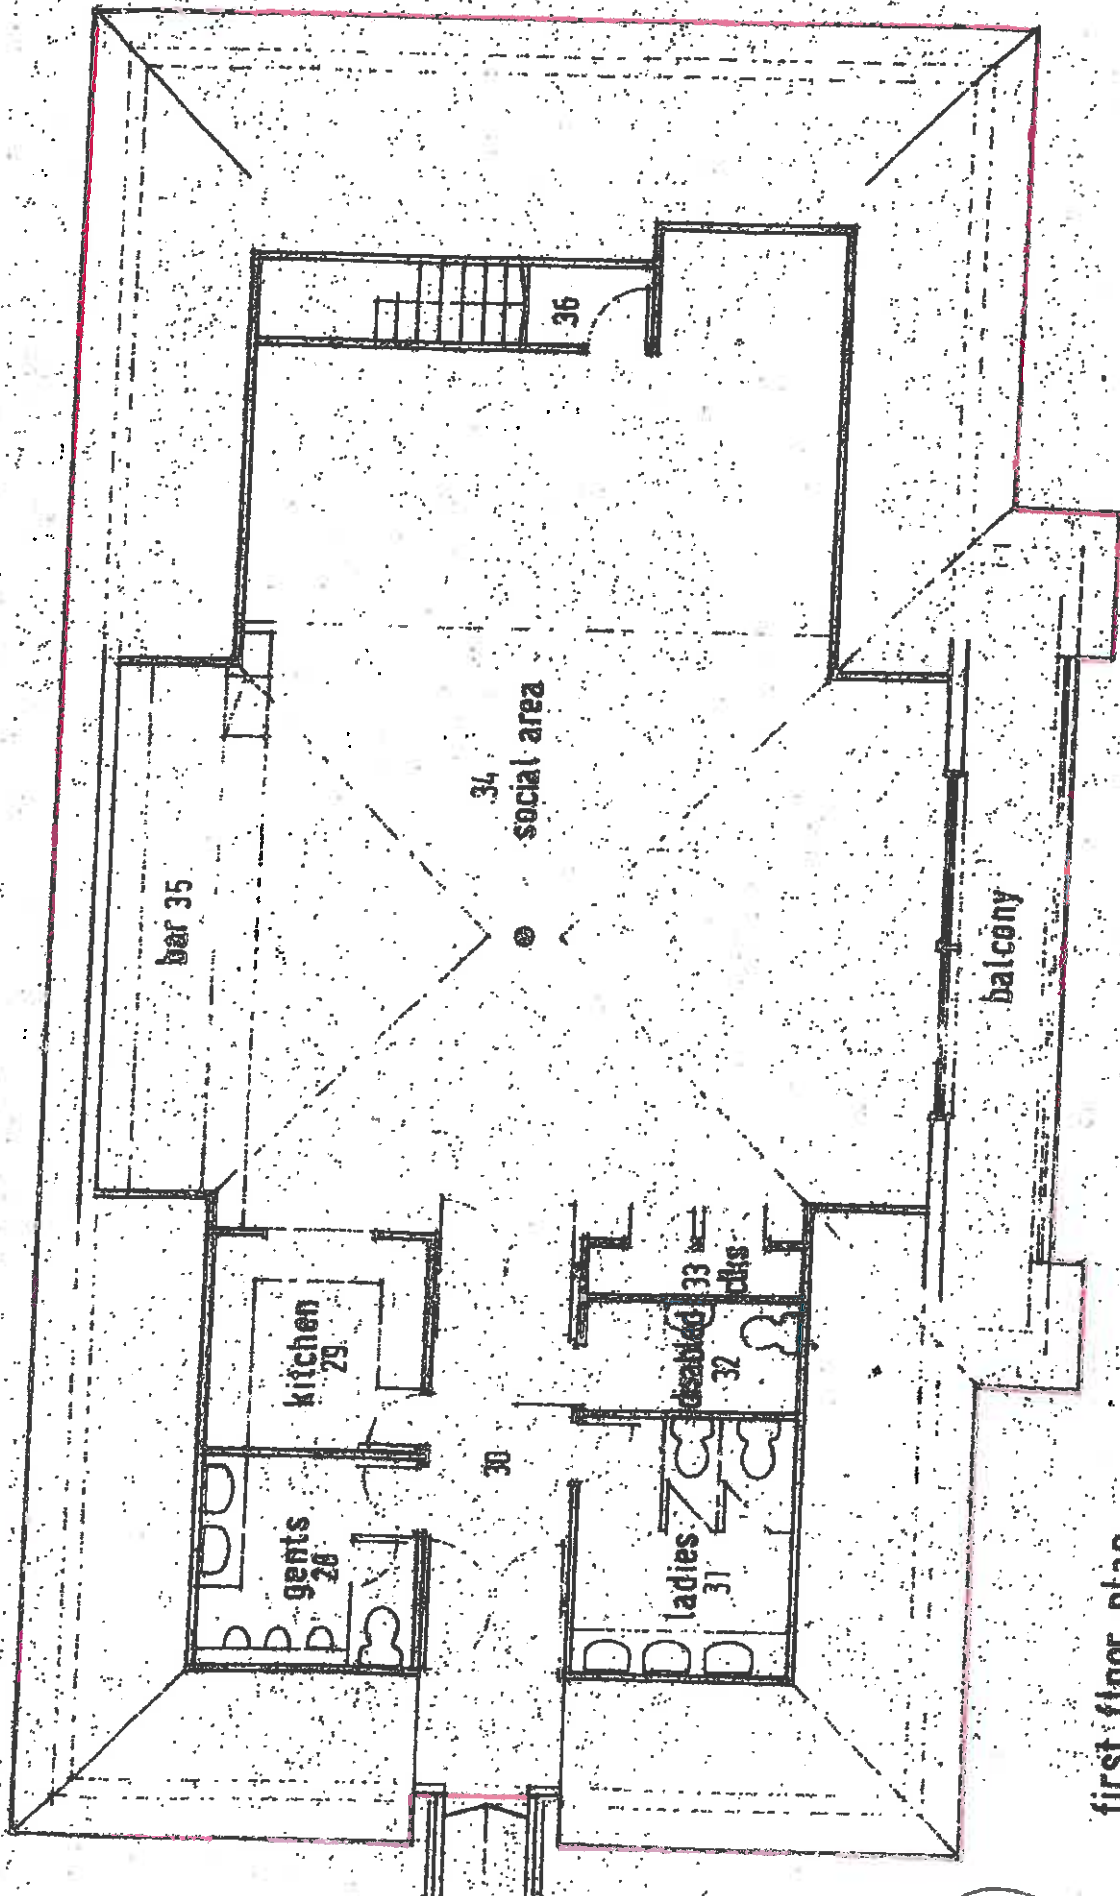 bar 35
34
social area
36
balcony
kitchen
29
gents
28
30
33
clks
disabled
32
ladies
31
first floor plan